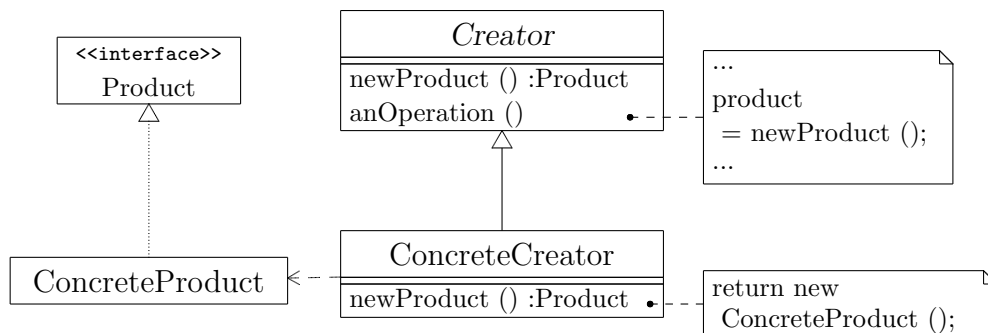 <<interface>>
Product
Creator
newProduct () :Product
anOperation ()
...
product
= newProduct ();
...
ConcreteProduct
ConcreteCreator
newProduct () :Product
return new
ConcreteProduct ();